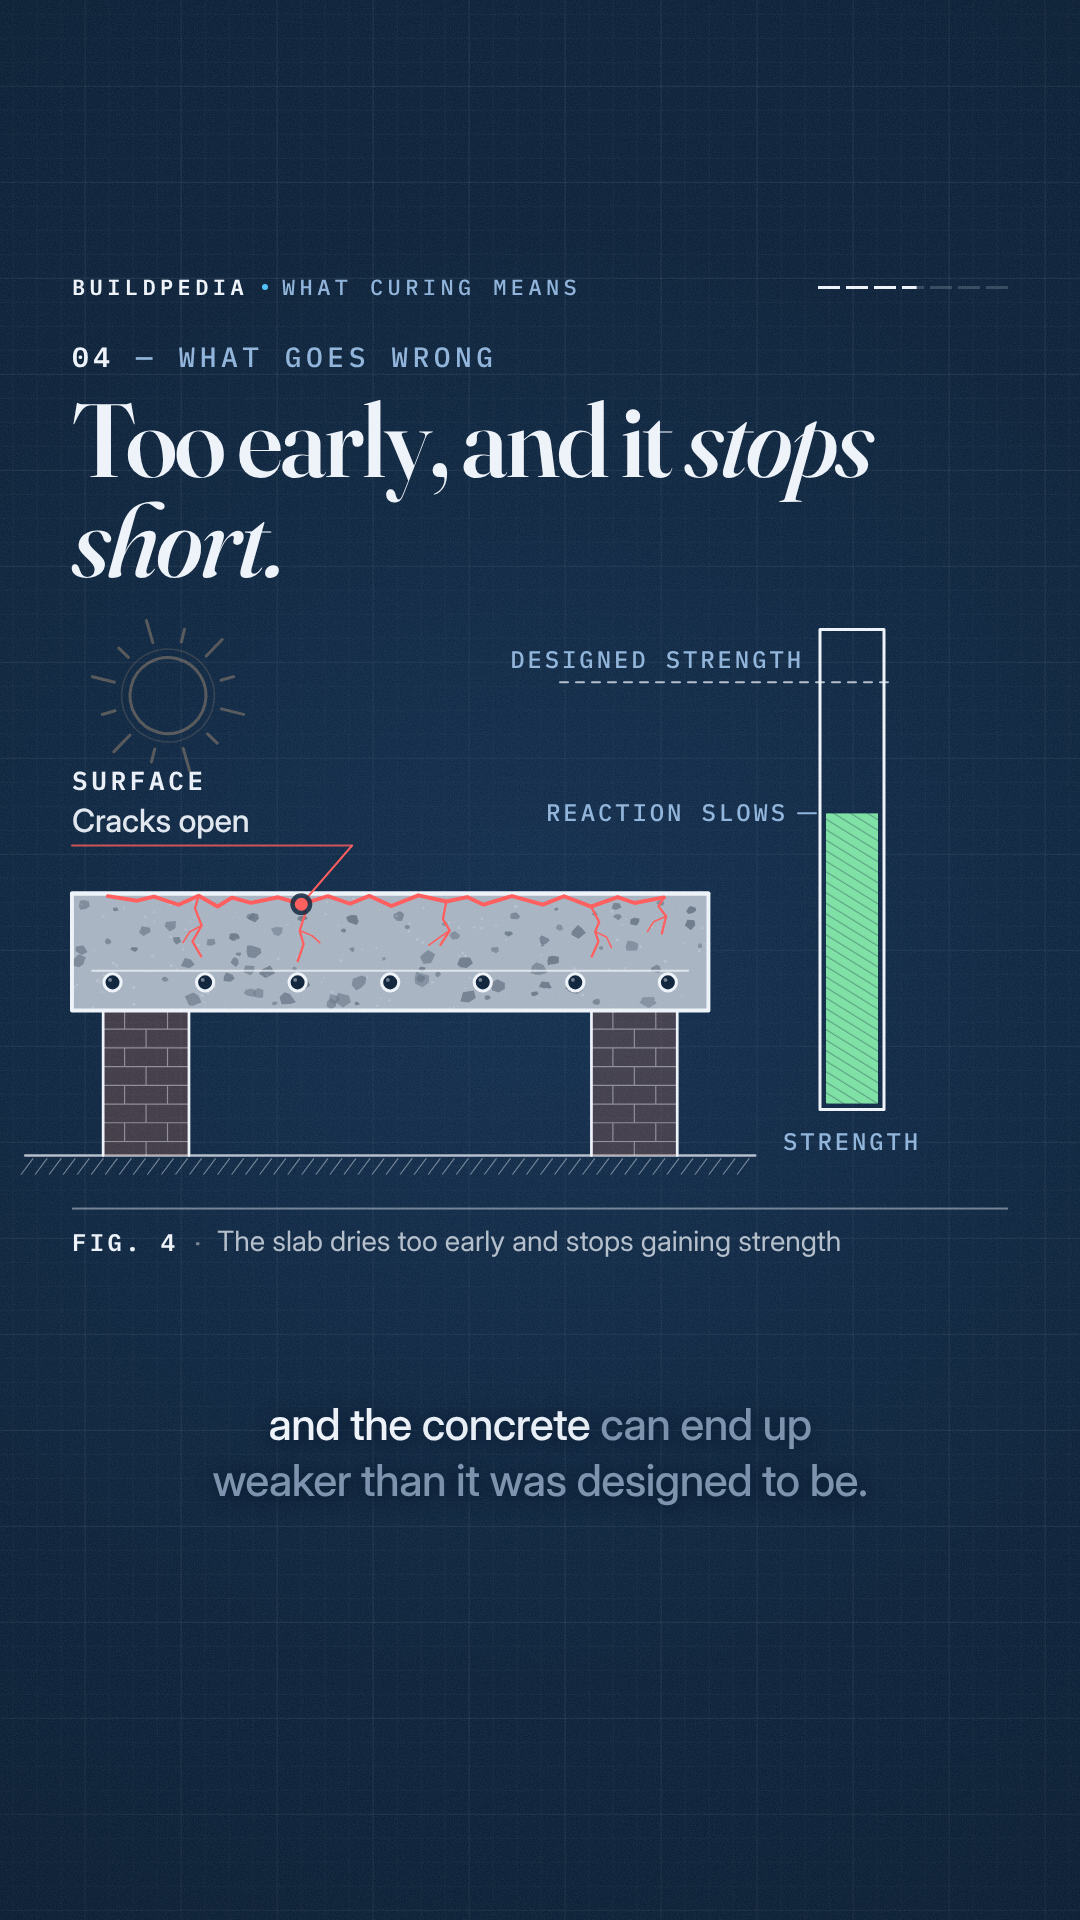 BUILDPEDIA • WHAT CURING MEANS
04 — WHAT GOES WRONG
Too early, and it stops
short.
DESIGNED STRENGTH
SURFACE
Cracks open
REACTION SLOWS
STRENGTH
FIG. 4 · The slab dries too early and stops gaining strength
and the concrete can end up
weaker than it was designed to be.